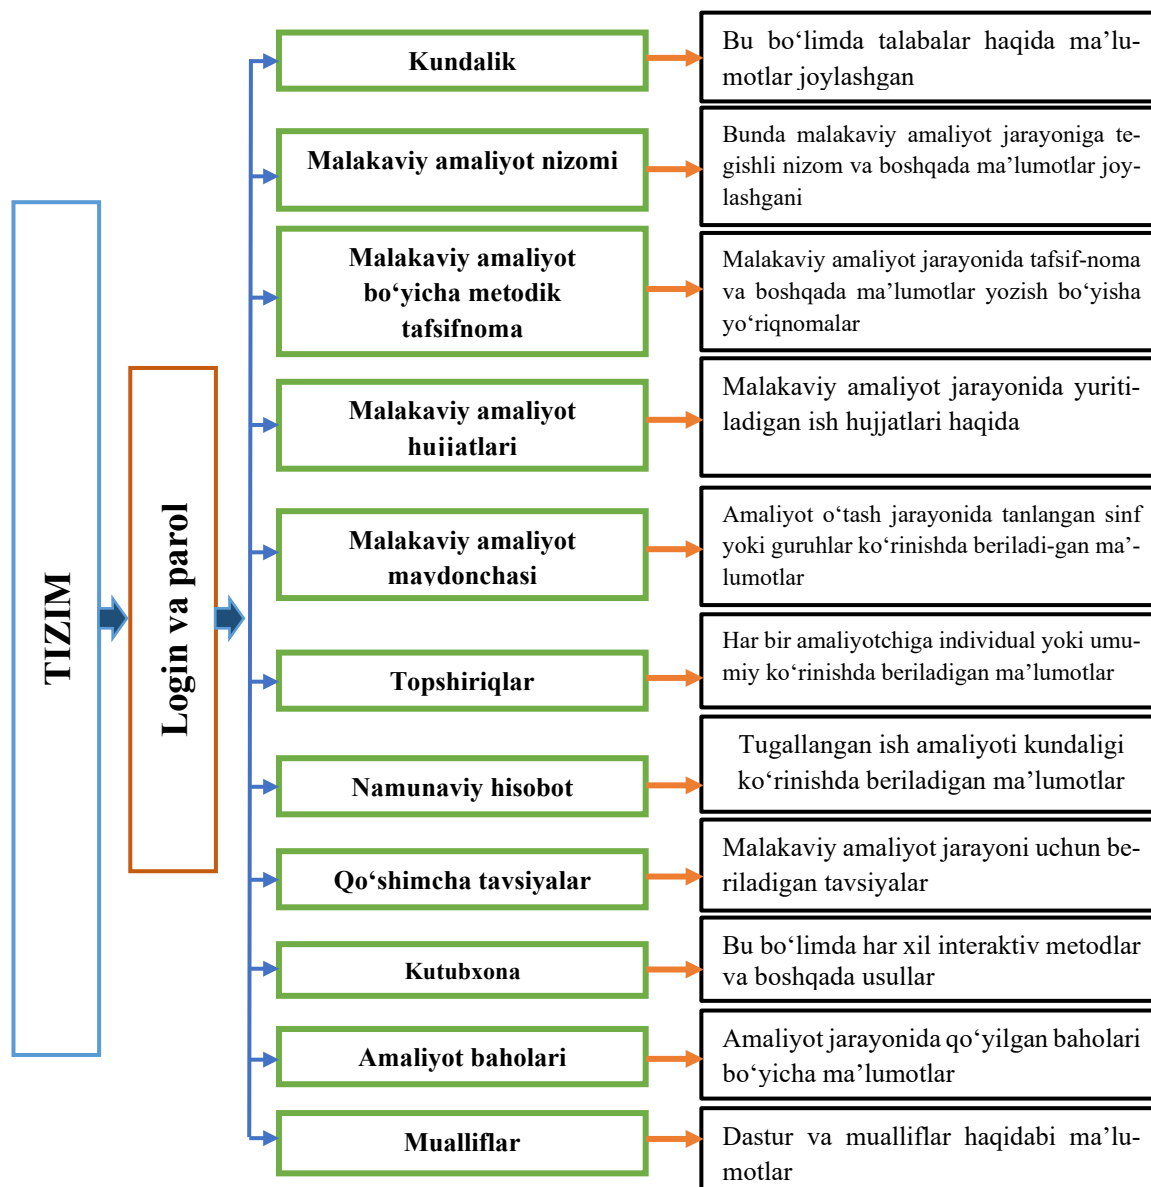 TIZIM
Login va parol
Kundalik
Bu bo‘limda talabalar haqida ma’lu-
motlar joylashgan
Malakaviy amaliyot nizomi
Bunda malakaviy amaliyot jarayoniga te-
gishli nizom va boshqada ma’lumotlar joy-
lashgani
Malakaviy amaliyot
bo‘yicha metodik
tafsifnoma
Malakaviy amaliyot jarayonida tafsif-noma
va boshqada ma’lumotlar yozish bo‘yisha
yo‘riqnomalar
Malakaviy amaliyot
hujjatlari
Malakaviy amaliyot jarayonida yuriti-
ladigan ish hujjatlari haqida
Malakaviy amaliyot
maydonchasi
Amaliyot o‘tash jarayonida tanlangan sinf
yoki guruhlar ko‘rinishda beriladi-gan ma’-
lumotlar
Topshiriqlar
Har bir amaliyotchiga individual yoki umu-
miy ko‘rinishda beriladigan ma’lumotlar
Namunaviy hisobot
Tugallangan ish amaliyoti kundaligi
ko‘rinishda beriladigan ma’lumotlar
Qo‘shimcha tavsiyalar
Malakaviy amaliyot jarayoni uchun be-
riladigan tavsiyalar
Kutubxona
Bu bo‘limda har xil interaktiv metodlar
va boshqada usullar
Amaliyot baholari
Amaliyot jarayonida qo‘yilgan baholari
bo‘yicha ma’lumotlar
Mualliflar
Dastur va mualliflar haqidabi ma’lu-
motlar